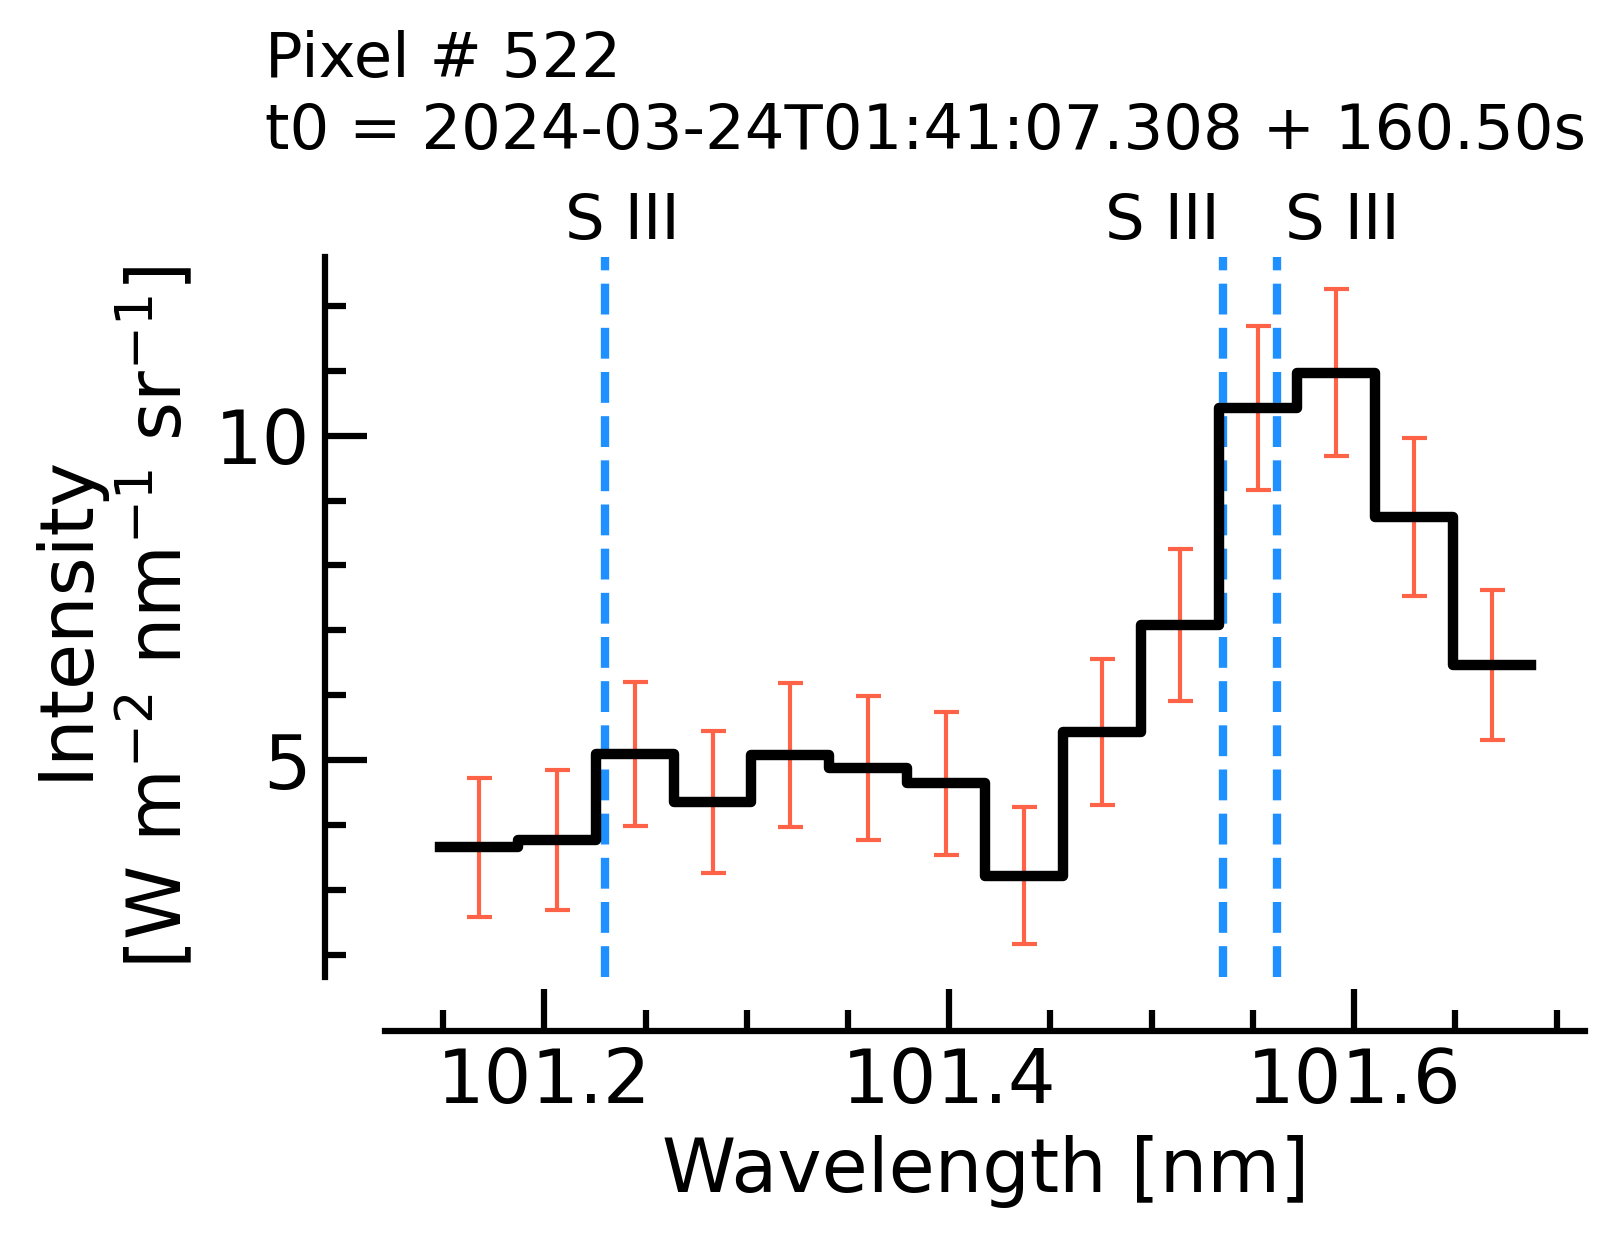 Pixel # 522
t0 = 2024-03-24T01:41:07.308 + 160.50s
S III S III S III
Intensity
[W m⁻² nm⁻¹ sr⁻¹]
10
5
101.2 101.4 101.6
Wavelength [nm]